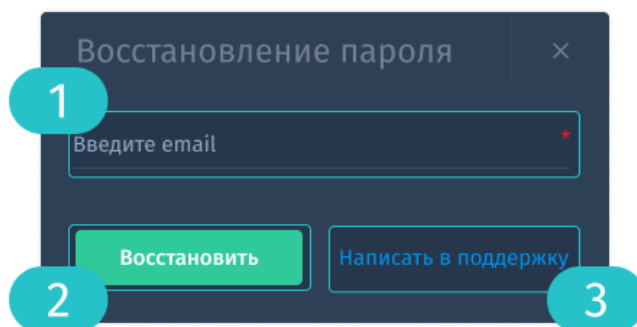 Восстановление пароля ×
1
Введите email *
Восстановить Написать в поддержку
2 3